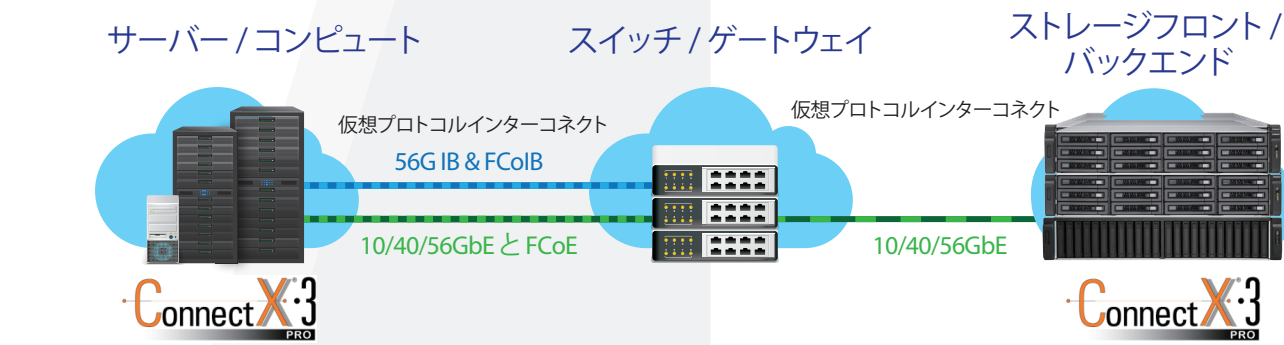 サーバー / コンピュート
スイッチ / ゲートウェイ
ストレージフロント /
バックエンド
仮想プロトコルインターコネクト
56G IB & FCoIB
10/40/56GbE と FCoE
仮想プロトコルインターコネクト
10/40/56GbE
ConnectX·3
PRO
ConnectX·3
PRO